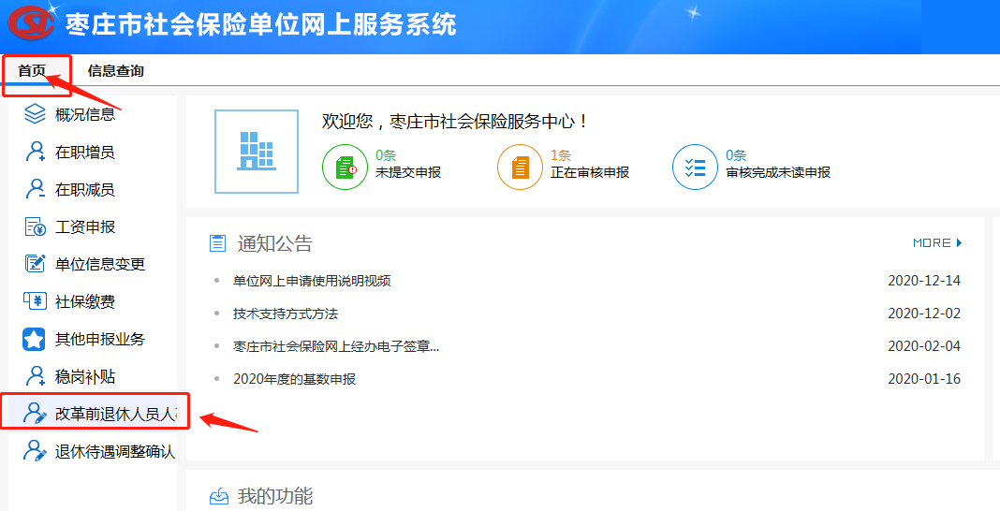 枣庄市社会保险单位网上服务系统
首页 信息查询
概况信息
在职增员
在职减员
工资申报
单位信息变更
社保缴费
其他申报业务
稳岗补贴
改革前退休人员人
退休待遇调整确认
欢迎您，枣庄市社会保险服务中心！
0条
未提交申报
1条
正在审核申报
0条
审核完成未读申报
通知公告
MORE
单位网上申请使用说明视频 2020-12-14
技术支持方式方法 2020-12-02
枣庄市社会保险网上经办电子签章... 2020-02-04
2020年度的基数申报 2020-01-16
我的功能